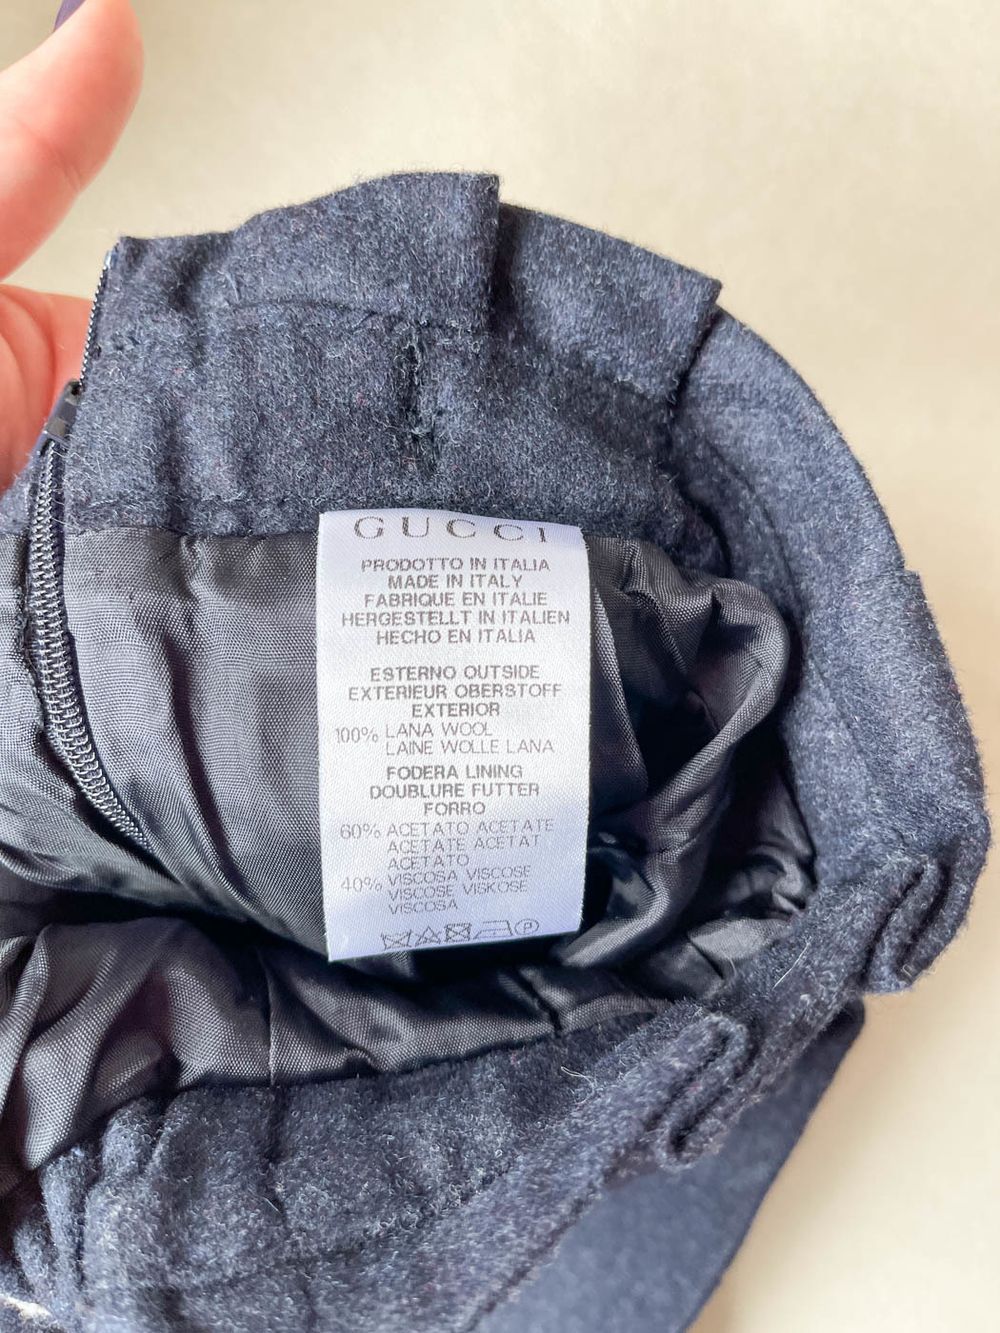 GUCCI
PRODOTTO IN ITALIA
MADE IN ITALY
FABRIQUE EN ITALIE
HERGESTELLT IN ITALIEN
HECHO EN ITALIA
ESTERNO OUTSIDE
EXTERIEUR OBERSTOFF
EXTERIOR
100% LANA WOOL
LAINE WOLLE LANA
FODERA LINING
DOUBLURE FUTTER
FORRO
60% ACETATO ACETATE
ACETATE ACETAT
ACETATO
40% VISCOSA VISCOSE
VISCOSE VISKOSE
VISCOSA
P